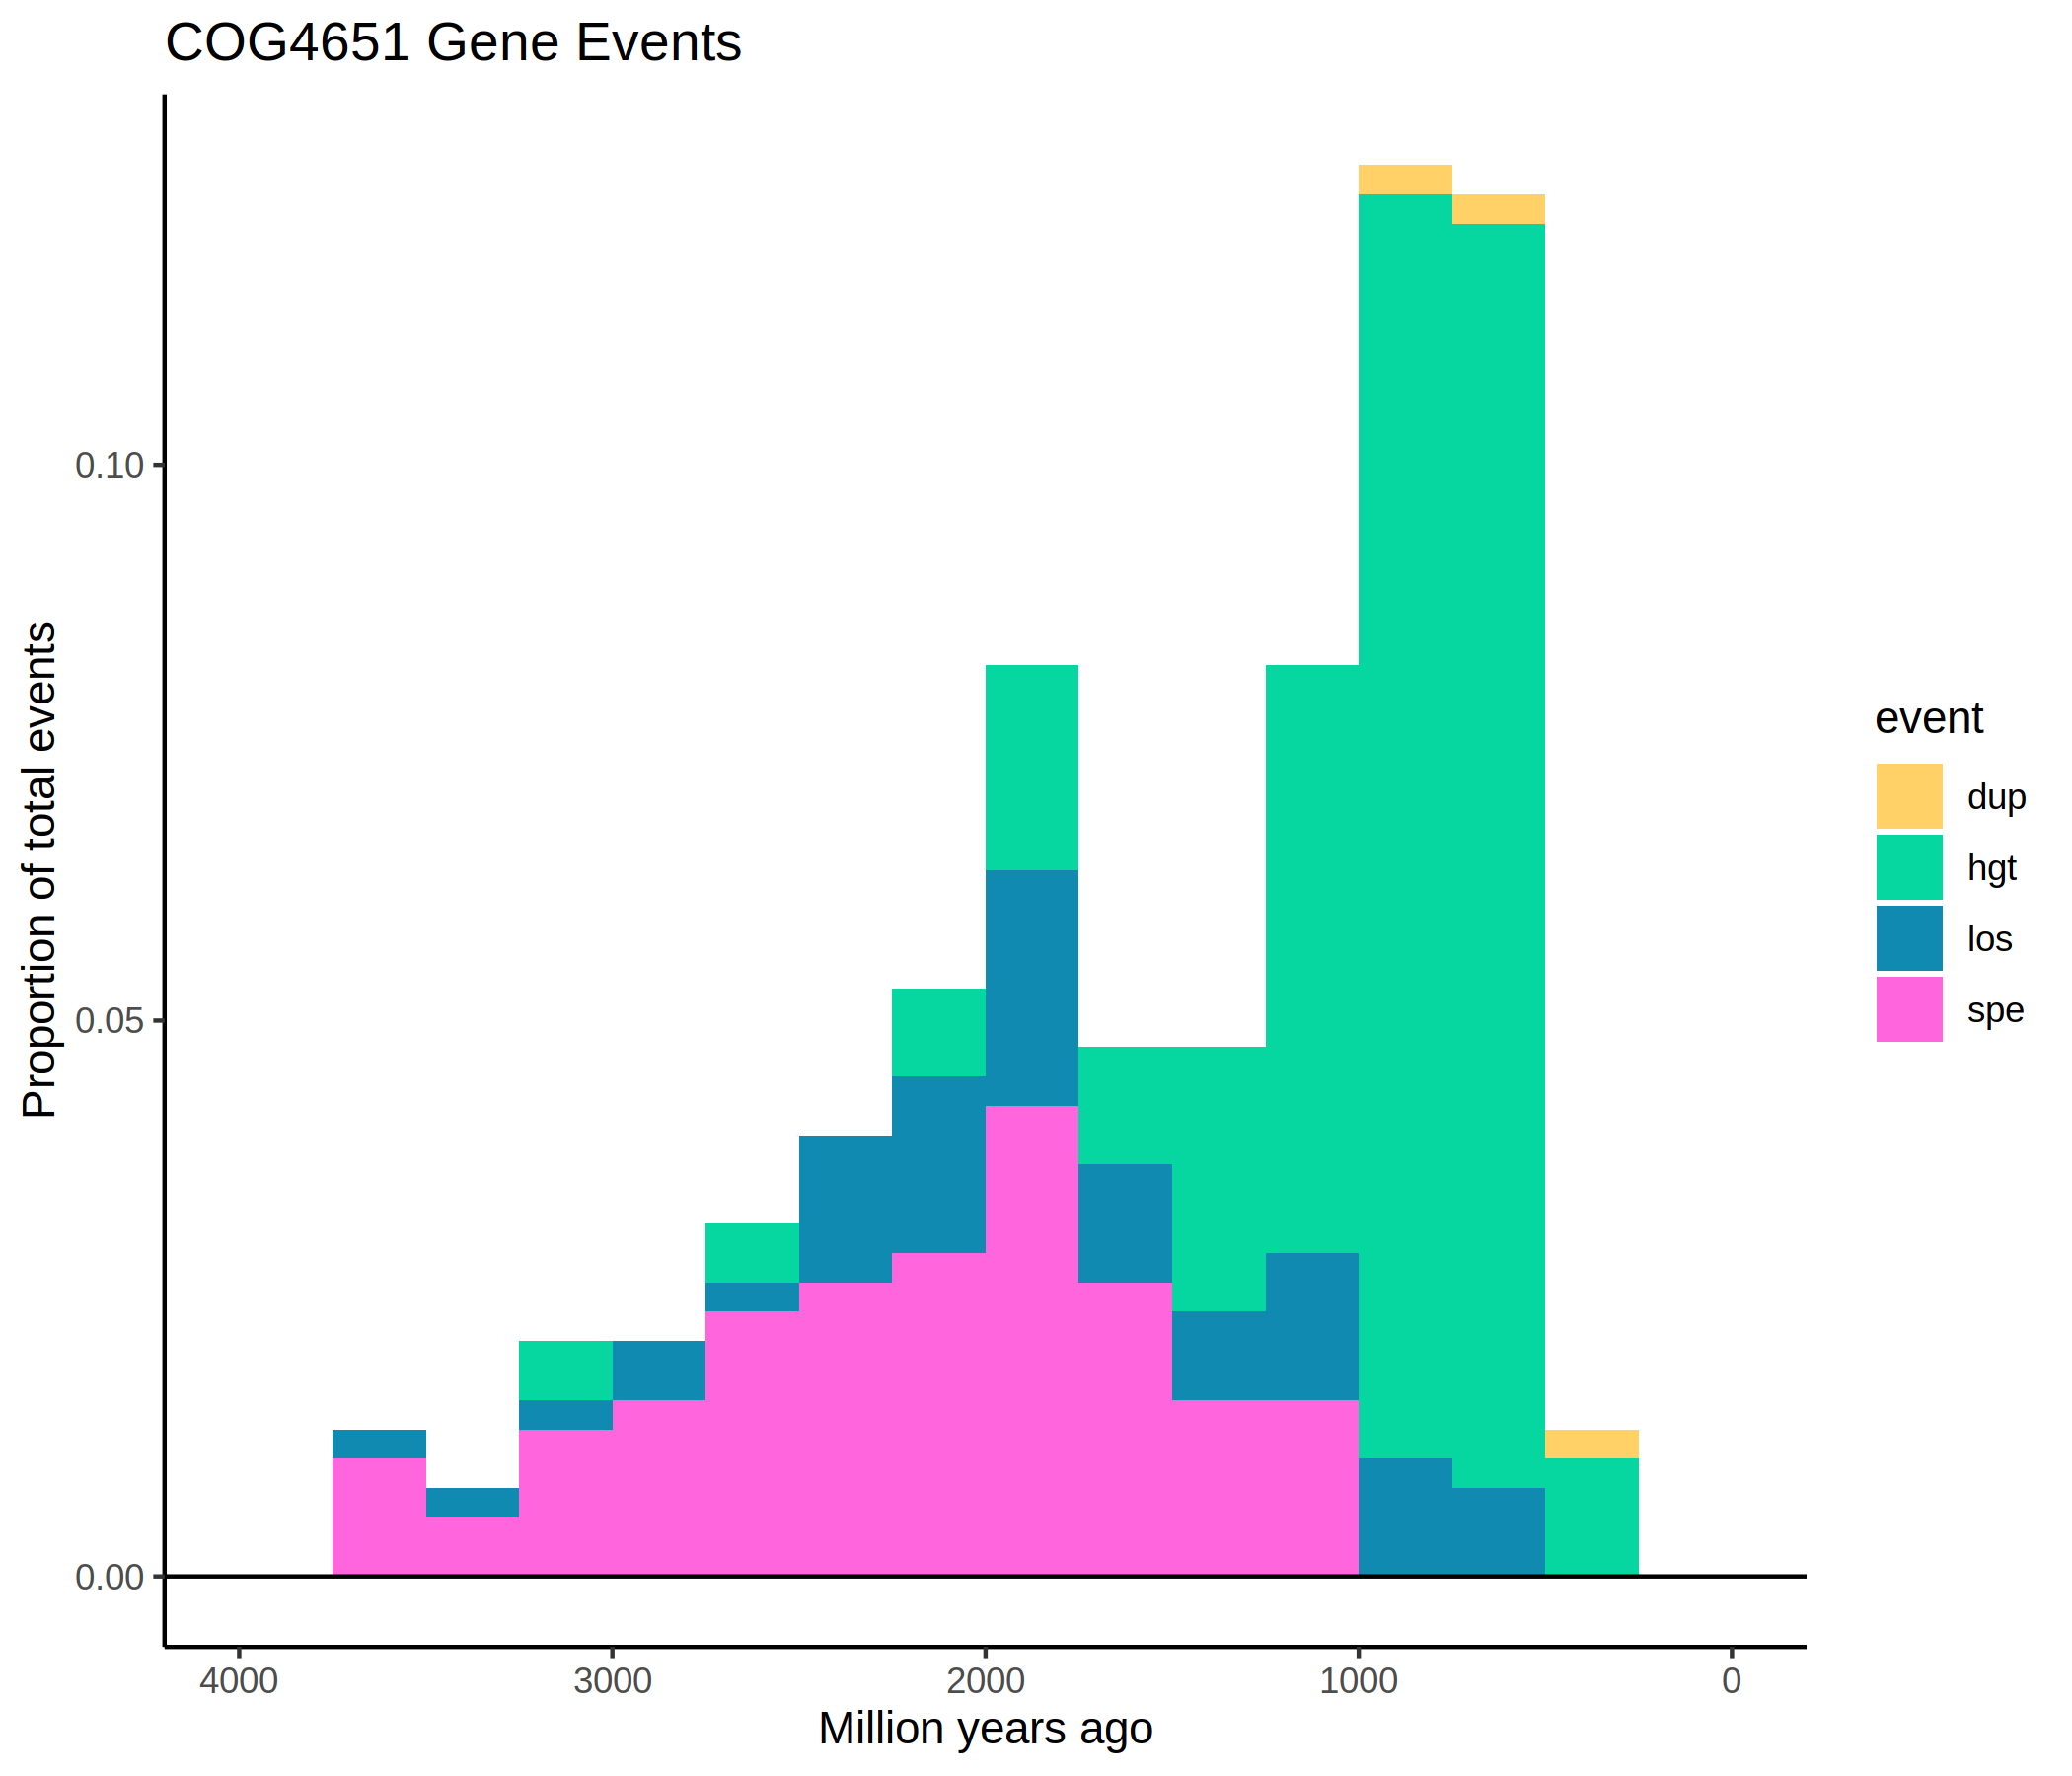 COG4651 Gene Events
Proportion of total events
0.10
0.05
0.00
4000 3000 2000 1000 0
Million years ago
event
dup
hgt
los
spe